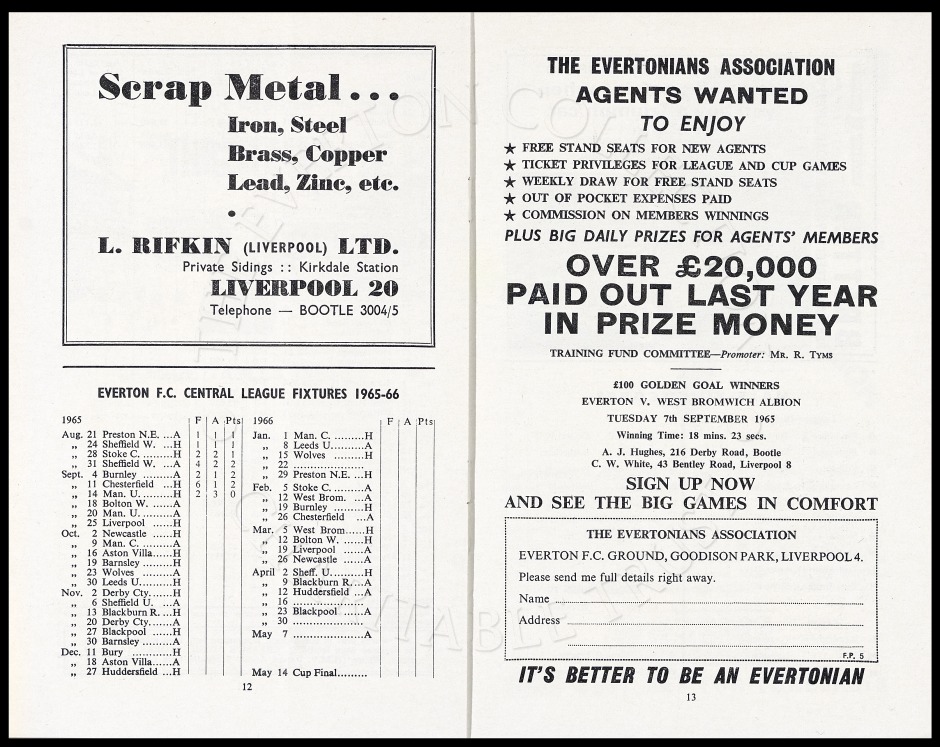 Scrap Metal...
Iron, Steel
Brass, Copper
Lead, Zinc, etc.
L. RIFKIN (LIVERPOOL) LTD.
Private Sidings :: Kirkdale Station
LIVERPOOL 20
Telephone — BOOTLE 3004/5
EVERTON F.C. CENTRAL LEAGUE FIXTURES 1965-66
1965 F A Pts
Aug. 21 Preston N.E. ...A 1 1 1
„ 24 Sheffield W. ...H 1 1 1
„ 28 Stoke C. .........H 2 2 1
„ 31 Sheffield W. ...A 4 2 2
Sept. 4 Burnley .........A 2 1 2
„ 11 Chesterfield ...H 6 1 2
„ 14 Man. U. .........H 2 3 0
„ 18 Bolton W. ......A
„ 20 Man. U. .........A
„ 25 Liverpool ......H
Oct. 2 Newcastle ......H
„ 9 Man. C. .........A
„ 16 Aston Villa......H
„ 19 Barnsley .........H
„ 23 Wolves .........A
„ 30 Leeds U..........H
Nov. 2 Derby Cty.......H
„ 6 Sheffield U. ...A
„ 13 Blackburn R. ...H
„ 20 Derby Cty.......A
„ 27 Blackpool ......H
„ 30 Barnsley .........A
Dec. 11 Bury ............H
„ 18 Aston Villa......A
„ 27 Huddersfield ...H
1966 F A Pts
Jan. 1 Man. C. .........H
„ 8 Leeds U..........A
„ 15 Wolves .........H
„ 22 .....................
„ 29 Preston N.E. ...H
Feb. 5 Stoke C. .........A
„ 12 West Brom. ...A
„ 19 Burnley .........H
„ 26 Chesterfield ...A
Mar. 5 West Brom......H
„ 12 Bolton W. ......H
„ 19 Liverpool ......A
„ 26 Newcastle ......A
April 2 Sheff. U..........H
„ 9 Blackburn R....A
„ 12 Huddersfield ...A
„ 16 .....................
„ 23 Blackpool ......A
„ 30 .....................
May 7 .....................A
May 14 Cup Final.........
12
THE EVERTONIANS ASSOCIATION
AGENTS WANTED
TO ENJOY
★ FREE STAND SEATS FOR NEW AGENTS
★ TICKET PRIVILEGES FOR LEAGUE AND CUP GAMES
★ WEEKLY DRAW FOR FREE STAND SEATS
★ OUT OF POCKET EXPENSES PAID
★ COMMISSION ON MEMBERS WINNINGS
PLUS BIG DAILY PRIZES FOR AGENTS' MEMBERS
OVER £20,000
PAID OUT LAST YEAR
IN PRIZE MONEY
TRAINING FUND COMMITTEE—Promoter: MR. R. TYMS
£100 GOLDEN GOAL WINNERS
EVERTON V. WEST BROMWICH ALBION
TUESDAY 7th SEPTEMBER 1965
Winning Time: 18 mins. 23 secs.
A. J. Hughes, 216 Derby Road, Bootle
C. W. White, 43 Bentley Road, Liverpool 8
SIGN UP NOW
AND SEE THE BIG GAMES IN COMFORT
THE EVERTONIANS ASSOCIATION
EVERTON F.C. GROUND, GOODISON PARK, LIVERPOOL 4.
Please send me full details right away.
Name
Address
F.P. 5
IT'S BETTER TO BE AN EVERTONIAN
13